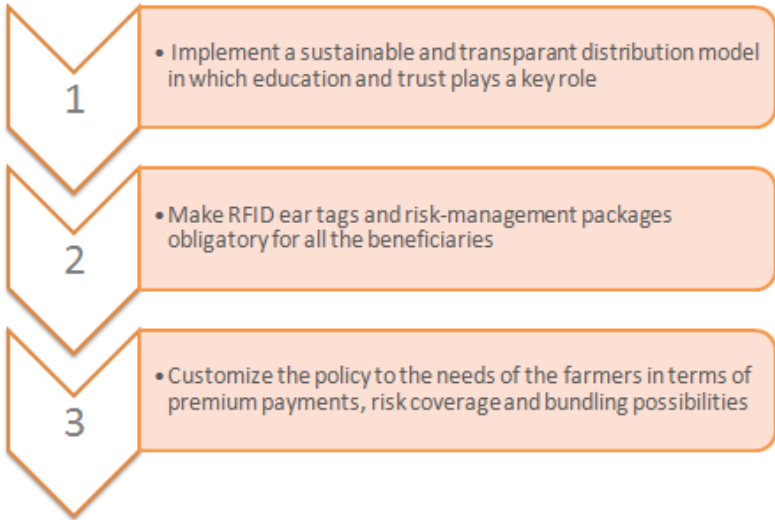 1
• Implement a sustainable and transparant distribution model
in which education and trust plays a key role
2
• Make RFID ear tags and risk-management packages
obligatory for all the beneficiaries
3
• Customize the policy to the needs of the farmers in terms of
premium payments, risk coverage and bundling possibilities